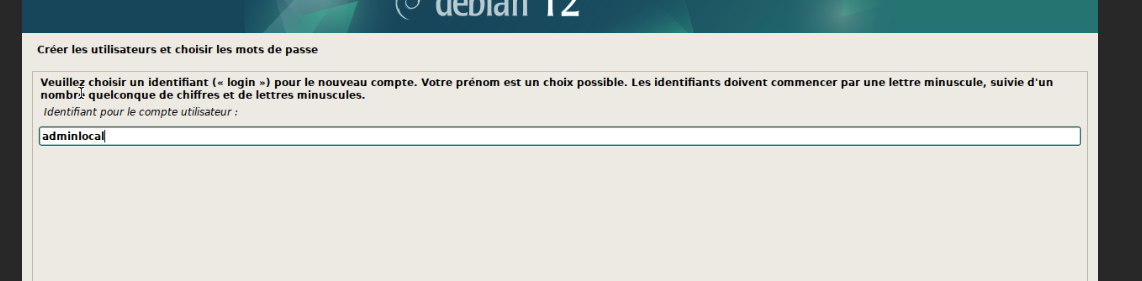 debian 12
Créer les utilisateurs et choisir les mots de passe
Veuillez choisir un identifiant (« login ») pour le nouveau compte. Votre prénom est un choix possible. Les identifiants doivent commencer par une lettre minuscule, suivie d'un
nombre quelconque de chiffres et de lettres minuscules.
Identifiant pour le compte utilisateur :
adminlocal